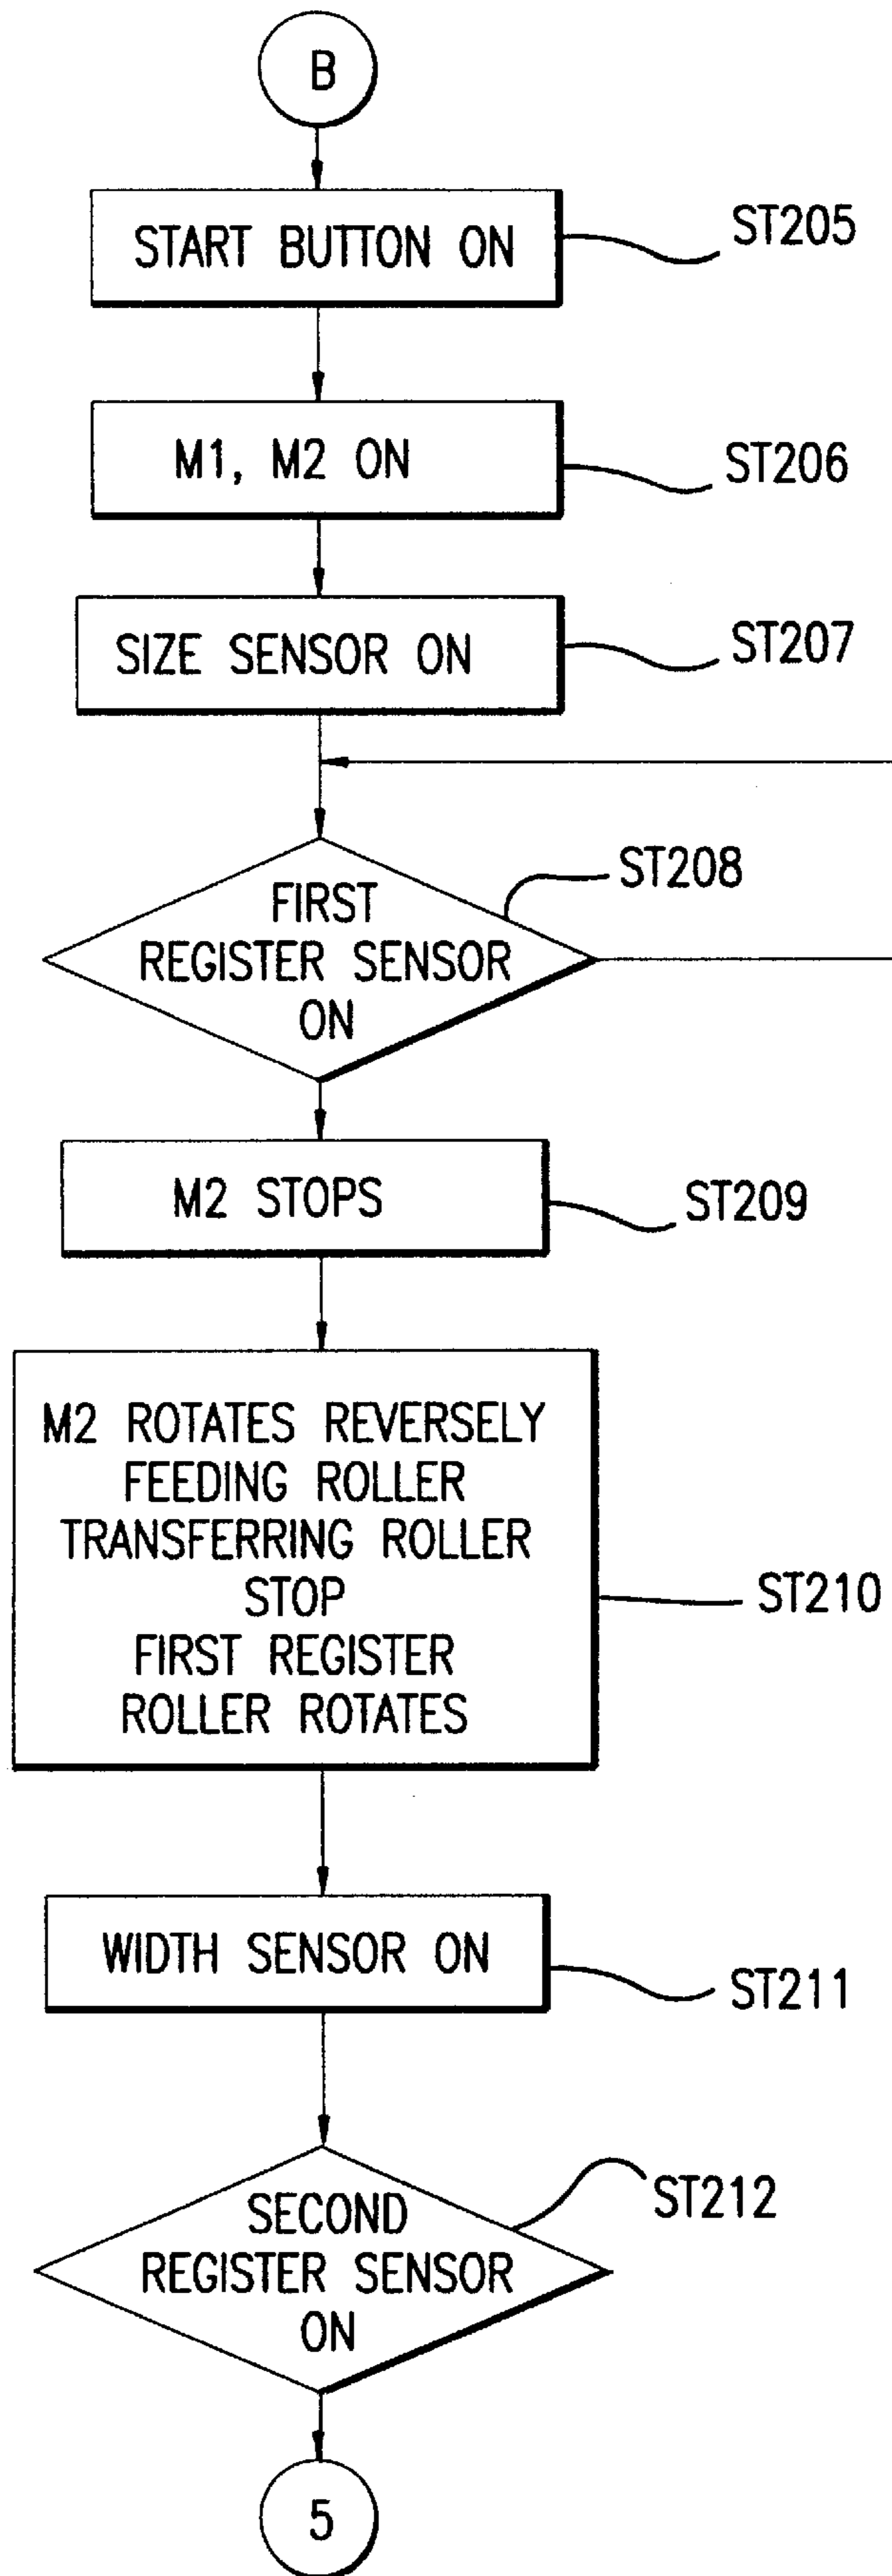 B
START BUTTON ON
ST205
M1, M2 ON
ST206
SIZE SENSOR ON
ST207
FIRST
REGISTER SENSOR
ON
ST208
M2 STOPS
ST209
M2 ROTATES REVERSELY
FEEDING ROLLER
TRANSFERRING ROLLER
STOP
FIRST REGISTER
ROLLER ROTATES
ST210
WIDTH SENSOR ON
ST211
SECOND
REGISTER SENSOR
ON
ST212
5